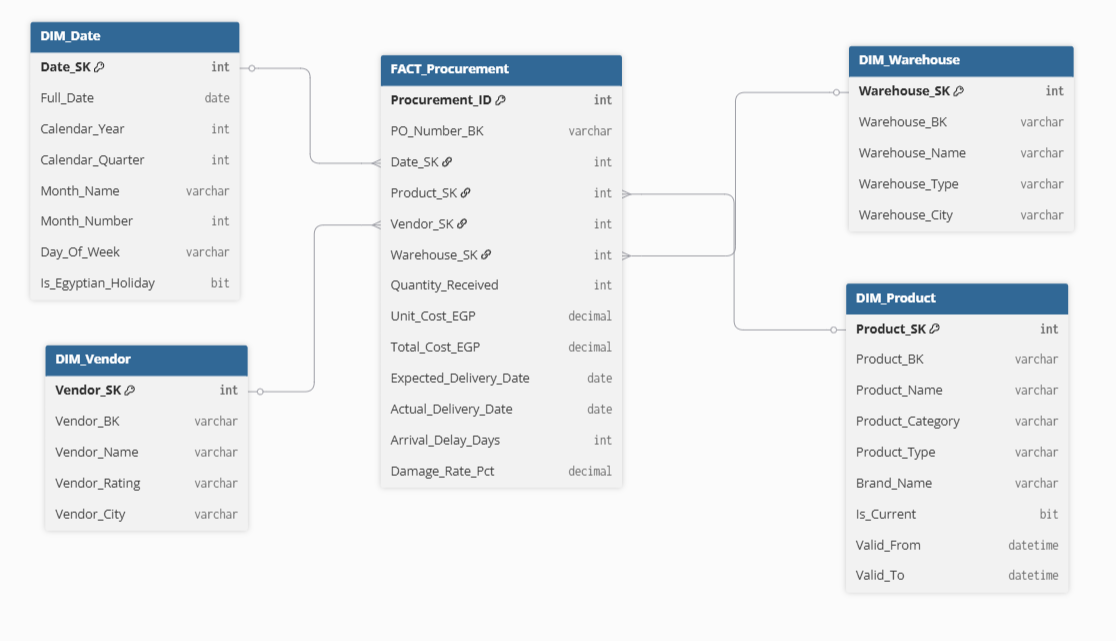 DIM_Date
Date_SK int
Full_Date date
Calendar_Year int
Calendar_Quarter int
Month_Name varchar
Month_Number int
Day_Of_Week varchar
Is_Egyptian_Holiday bit
DIM_Vendor
Vendor_SK int
Vendor_BK varchar
Vendor_Name varchar
Vendor_Rating varchar
Vendor_City varchar
FACT_Procurement
Procurement_ID int
PO_Number_BK varchar
Date_SK int
Product_SK int
Vendor_SK int
Warehouse_SK int
Quantity_Received int
Unit_Cost_EGP decimal
Total_Cost_EGP decimal
Expected_Delivery_Date date
Actual_Delivery_Date date
Arrival_Delay_Days int
Damage_Rate_Pct decimal
DIM_Warehouse
Warehouse_SK int
Warehouse_BK varchar
Warehouse_Name varchar
Warehouse_Type varchar
Warehouse_City varchar
DIM_Product
Product_SK int
Product_BK varchar
Product_Name varchar
Product_Category varchar
Product_Type varchar
Brand_Name varchar
Is_Current bit
Valid_From datetime
Valid_To datetime